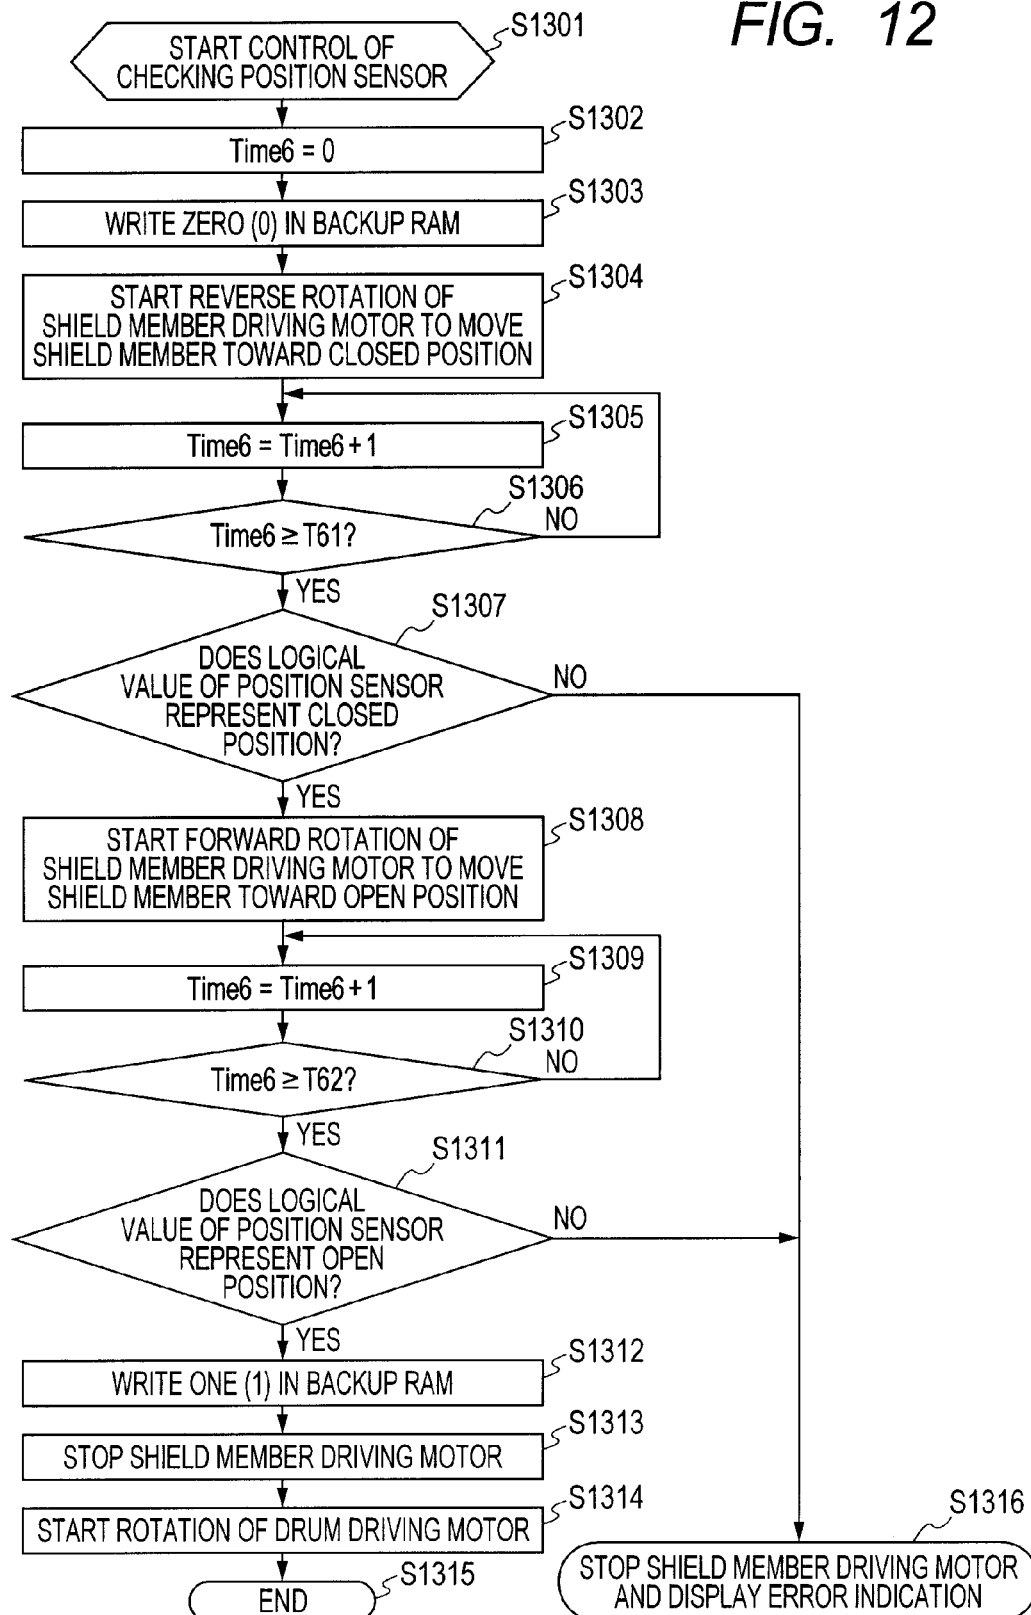 FIG. 12
S1301
START CONTROL OF
CHECKING POSITION SENSOR
S1302
Time6 = 0
S1303
WRITE ZERO (0) IN BACKUP RAM
S1304
START REVERSE ROTATION OF
SHIELD MEMBER DRIVING MOTOR TO MOVE
SHIELD MEMBER TOWARD CLOSED POSITION
S1305
Time6 = Time6 + 1
S1306
Time6 ≥ T61?
NO
YES
S1307
DOES LOGICAL
VALUE OF POSITION SENSOR
REPRESENT CLOSED
POSITION?
NO
YES
S1308
START FORWARD ROTATION OF
SHIELD MEMBER DRIVING MOTOR TO MOVE
SHIELD MEMBER TOWARD OPEN POSITION
S1309
Time6 = Time6 + 1
S1310
Time6 ≥ T62?
NO
YES
S1311
DOES LOGICAL
VALUE OF POSITION SENSOR
REPRESENT OPEN
POSITION?
NO
YES
S1312
WRITE ONE (1) IN BACKUP RAM
S1313
STOP SHIELD MEMBER DRIVING MOTOR
S1314
START ROTATION OF DRUM DRIVING MOTOR
S1315
END
S1316
STOP SHIELD MEMBER DRIVING MOTOR
AND DISPLAY ERROR INDICATION